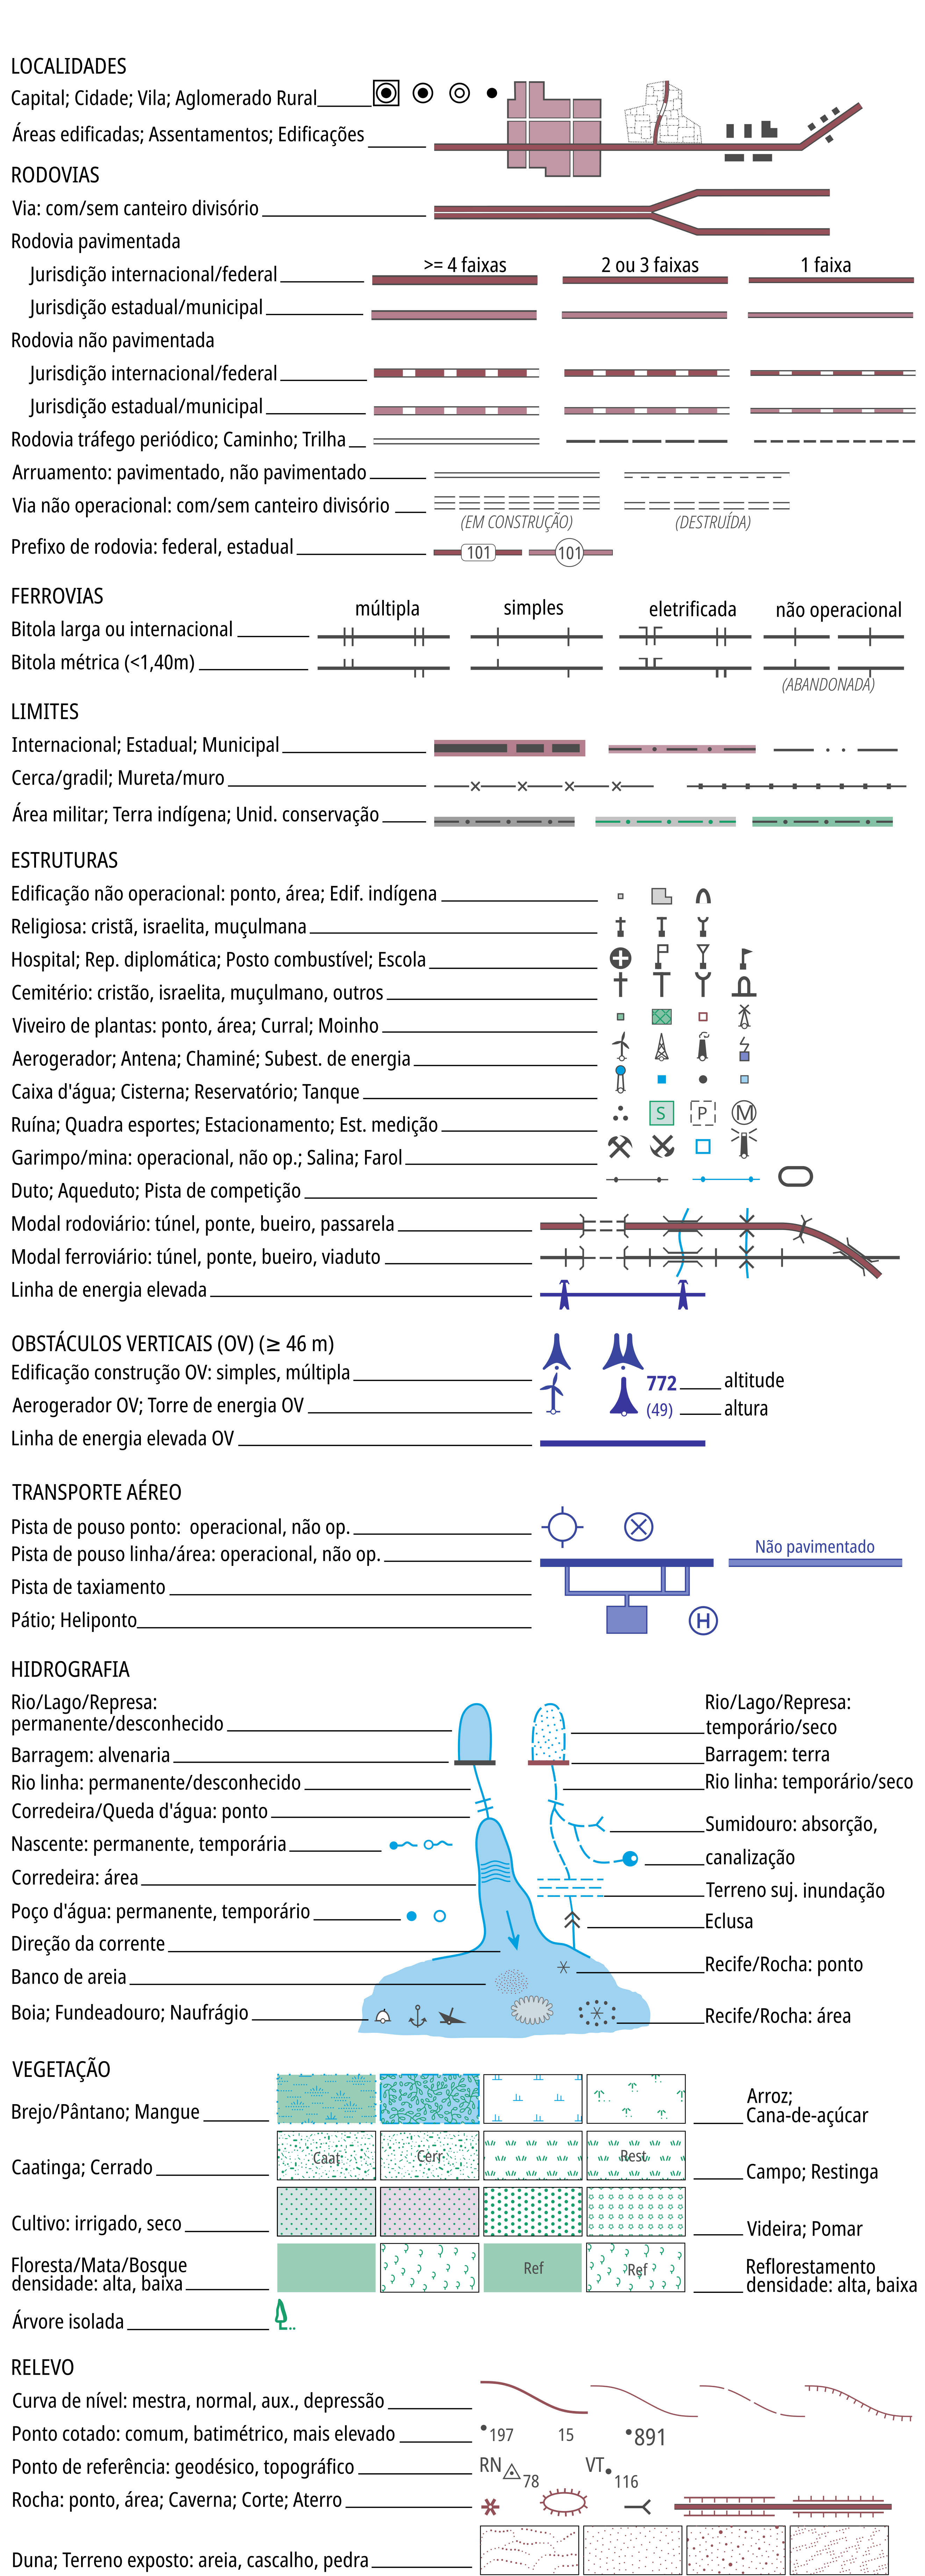 LOCALIDADES
Capital; Cidade; Vila; Aglomerado Rural
Áreas edificadas; Assentamentos; Edificações
RODOVIAS
Via: com/sem canteiro divisório
Rodovia pavimentada
>= 4 faixas 2 ou 3 faixas 1 faixa
Jurisdição internacional/federal
Jurisdição estadual/municipal
Rodovia não pavimentada
Jurisdição internacional/federal
Jurisdição estadual/municipal
Rodovia tráfego periódico; Caminho; Trilha
Arruamento: pavimentado, não pavimentado
Via não operacional: com/sem canteiro divisório
(EM CONSTRUÇÃO) (DESTRUÍDA)
Prefixo de rodovia: federal, estadual 101 101
FERROVIAS
múltipla simples eletrificada não operacional
Bitola larga ou internacional
Bitola métrica (<1,40m)
(ABANDONADA)
LIMITES
Internacional; Estadual; Municipal
Cerca/gradil; Mureta/muro
Área militar; Terra indígena; Unid. conservação
ESTRUTURAS
Edificação não operacional: ponto, área; Edif. indígena
Religiosa: cristã, israelita, muçulmana
Hospital; Rep. diplomática; Posto combustível; Escola
Cemitério: cristão, israelita, muçulmano, outros
Viveiro de plantas: ponto, área; Curral; Moinho
Aerogerador; Antena; Chaminé; Subest. de energia
Caixa d'água; Cisterna; Reservatório; Tanque
Ruína; Quadra esportes; Estacionamento; Est. medição S P M
Garimpo/mina: operacional, não op.; Salina; Farol
Duto; Aqueduto; Pista de competição
Modal rodoviário: túnel, ponte, bueiro, passarela
Modal ferroviário: túnel, ponte, bueiro, viaduto
Linha de energia elevada
OBSTÁCULOS VERTICAIS (OV) (≥ 46 m)
Edificação construção OV: simples, múltipla
772 altitude
Aerogerador OV; Torre de energia OV
(49) altura
Linha de energia elevada OV
TRANSPORTE AÉREO
Pista de pouso ponto: operacional, não op.
Pista de pouso linha/área: operacional, não op.
Não pavimentado
Pista de taxiamento
Pátio; Heliponto H
HIDROGRAFIA
Rio/Lago/Represa:
permanente/desconhecido
Rio/Lago/Represa:
temporário/seco
Barragem: alvenaria
Barragem: terra
Rio linha: permanente/desconhecido
Rio linha: temporário/seco
Corredeira/Queda d'água: ponto
Sumidouro: absorção,
canalização
Nascente: permanente, temporária
Corredeira: área
Terreno suj. inundação
Poço d'água: permanente, temporário
Eclusa
Direção da corrente
Recife/Rocha: ponto
Banco de areia
Boia; Fundeadouro; Naufrágio
Recife/Rocha: área
VEGETAÇÃO
Brejo/Pântano; Mangue
Arroz;
Cana-de-açúcar
Caatinga; Cerrado
Caat Cerr Rest
Campo; Restinga
Cultivo: irrigado, seco
Videira; Pomar
Floresta/Mata/Bosque
densidade: alta, baixa
Ref Ref
Reflorestamento
densidade: alta, baixa
Árvore isolada
RELEVO
Curva de nível: mestra, normal, aux., depressão
Ponto cotado: comum, batimétrico, mais elevado 197 15 891
Ponto de referência: geodésico, topográfico RN 78 VT 116
Rocha: ponto, área; Caverna; Corte; Aterro
Duna; Terreno exposto: areia, cascalho, pedra